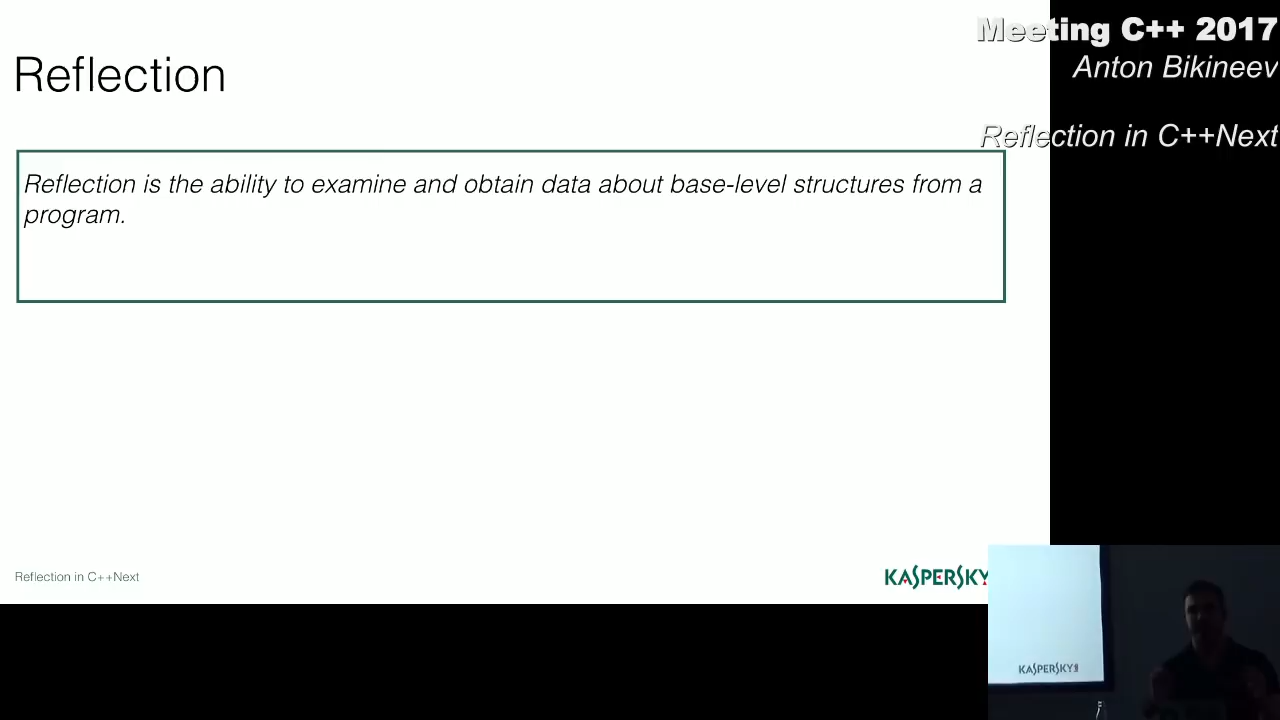 Meeting C++ 2017
Anton Bikineev
Reflection in C++Next
Reflection
Reflection is the ability to examine and obtain data about base-level structures from a
program.
Reflection in C++Next
KASPERSKY
KASPERSKY